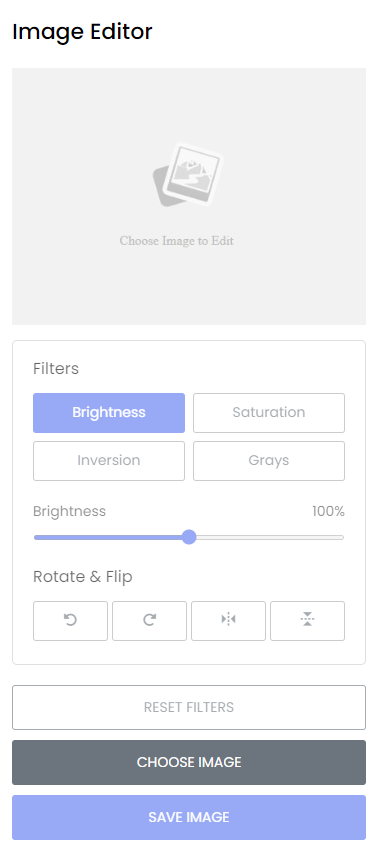 Image Editor
Choose Image to Edit
Filters
Brightness Saturation
Inversion Grays
Brightness 100%
Rotate & Flip
RESET FILTERS
CHOOSE IMAGE
SAVE IMAGE